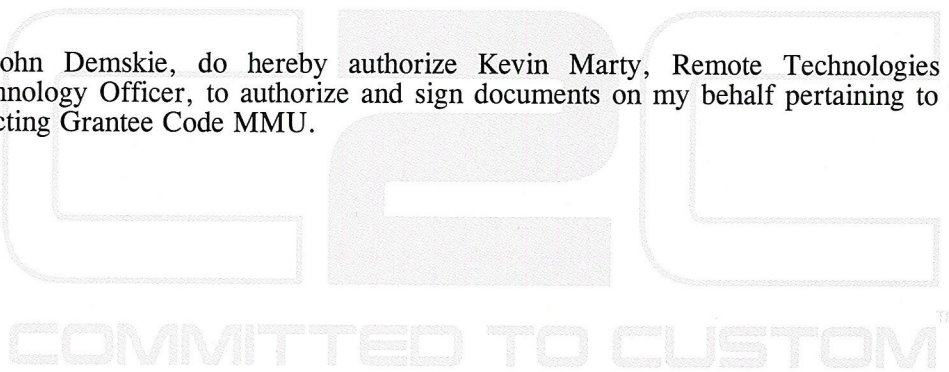 ohn Demskie, do hereby authorize Kevin Marty, Remote Technologies
nology Officer, to authorize and sign documents on my behalf pertaining to
cting Grantee Code MMU.
C2C
COMMITTED TO CUSTOM